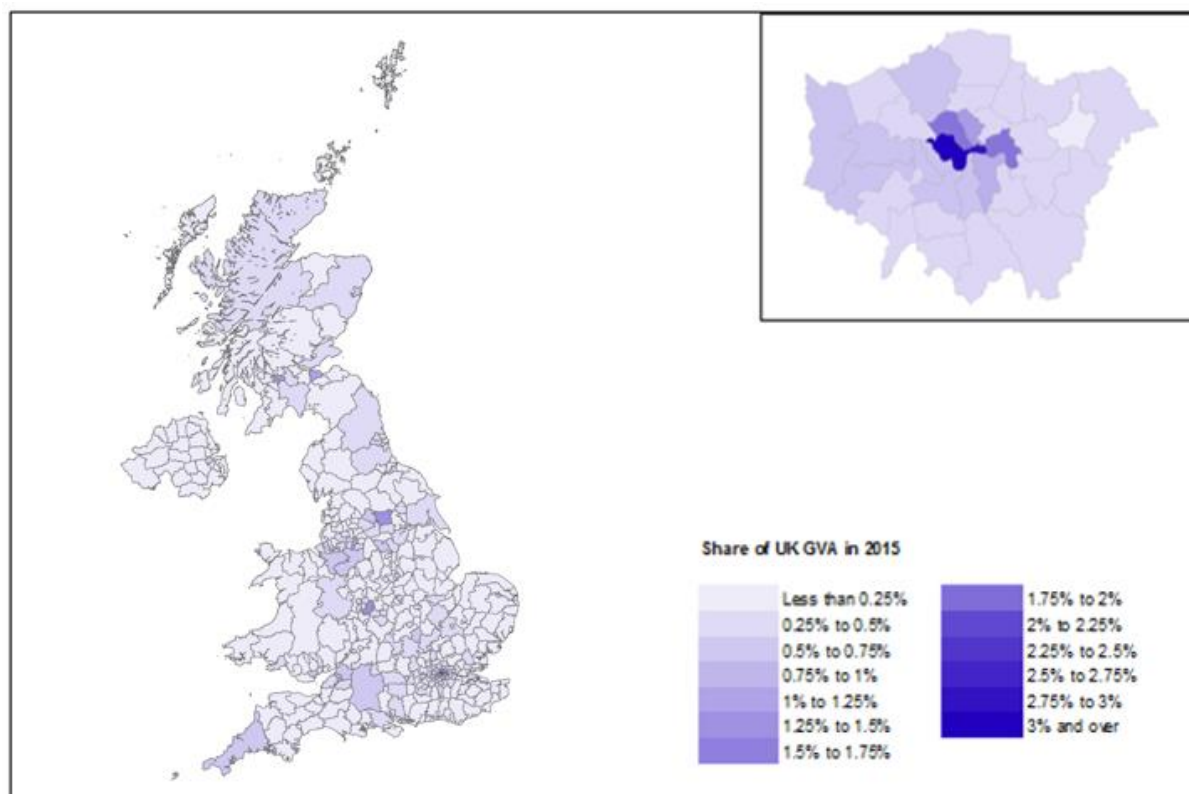 Share of UK GVA in 2015
Less than 0.25%
0.25% to 0.5%
0.5% to 0.75%
0.75% to 1%
1% to 1.25%
1.25% to 1.5%
1.5% to 1.75%
1.75% to 2%
2% to 2.25%
2.25% to 2.5%
2.5% to 2.75%
2.75% to 3%
3% and over